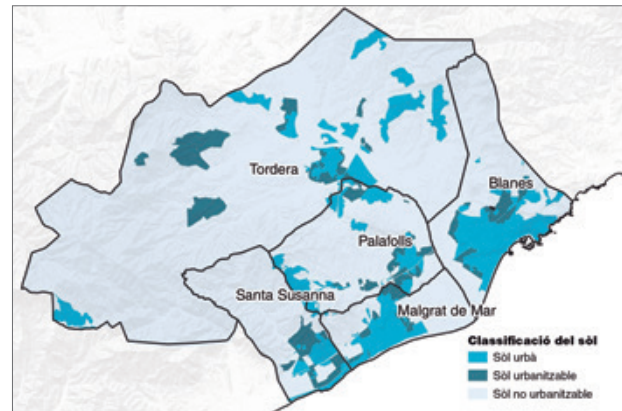 Tordera
Blanes
Palafolls
Santa Susanna
Malgrat de Mar
Classificació del sòl
Sòl urbà
Sòl urbanitzable
Sòl no urbanitzable